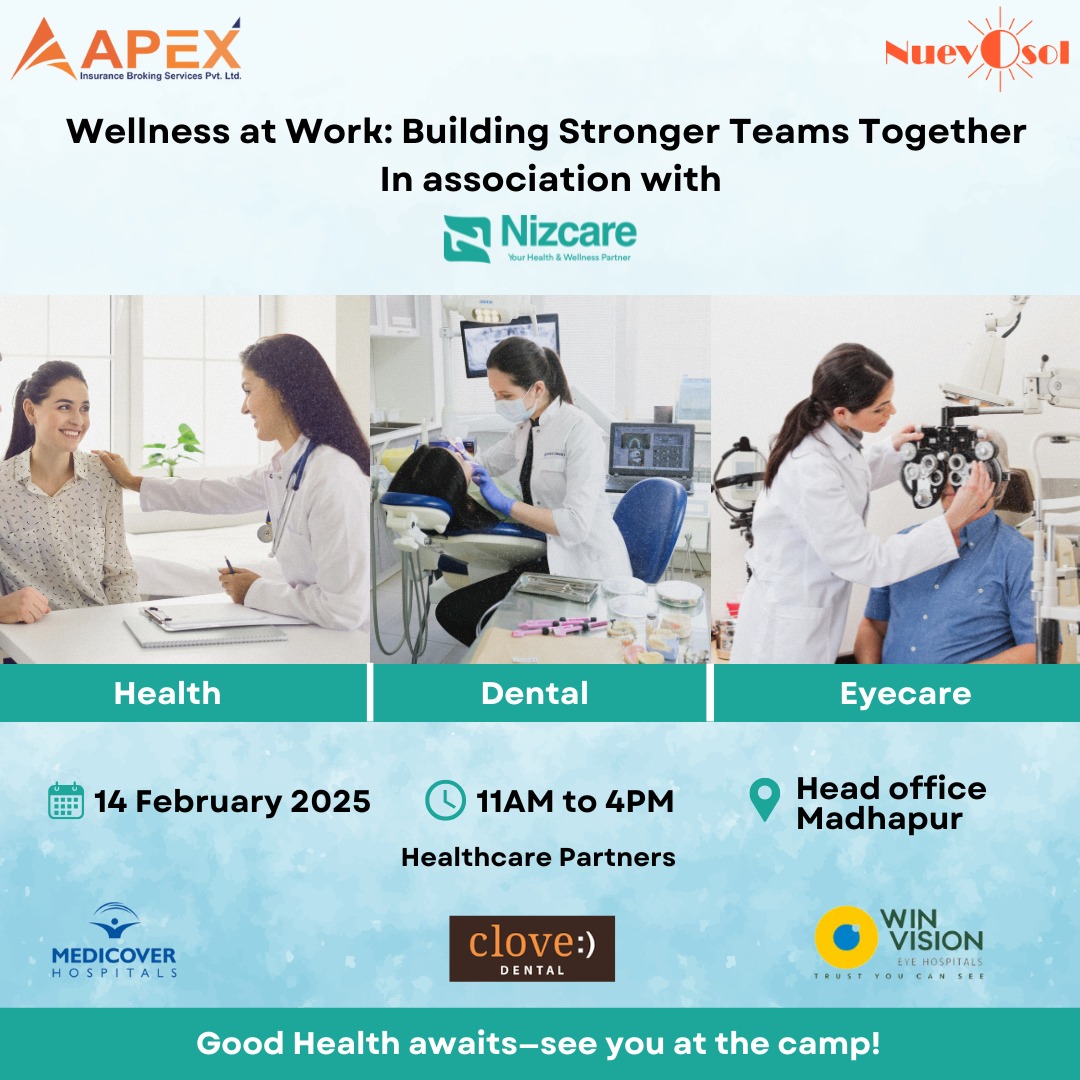 APEX
Insurance Broking Services Pvt. Ltd.
NuevOsol
Wellness at Work: Building Stronger Teams Together
In association with
Nizcare
Your Health & Wellness Partner
Health
Dental
Eyecare
14 February 2025
11AM to 4PM
Head office
Madhapur
Healthcare Partners
MEDICOVER
HOSPITALS
clove:)
DENTAL
WIN
VISION
EYE HOSPITALS
TRUST YOU CAN SEE
Good Health awaits—see you at the camp!